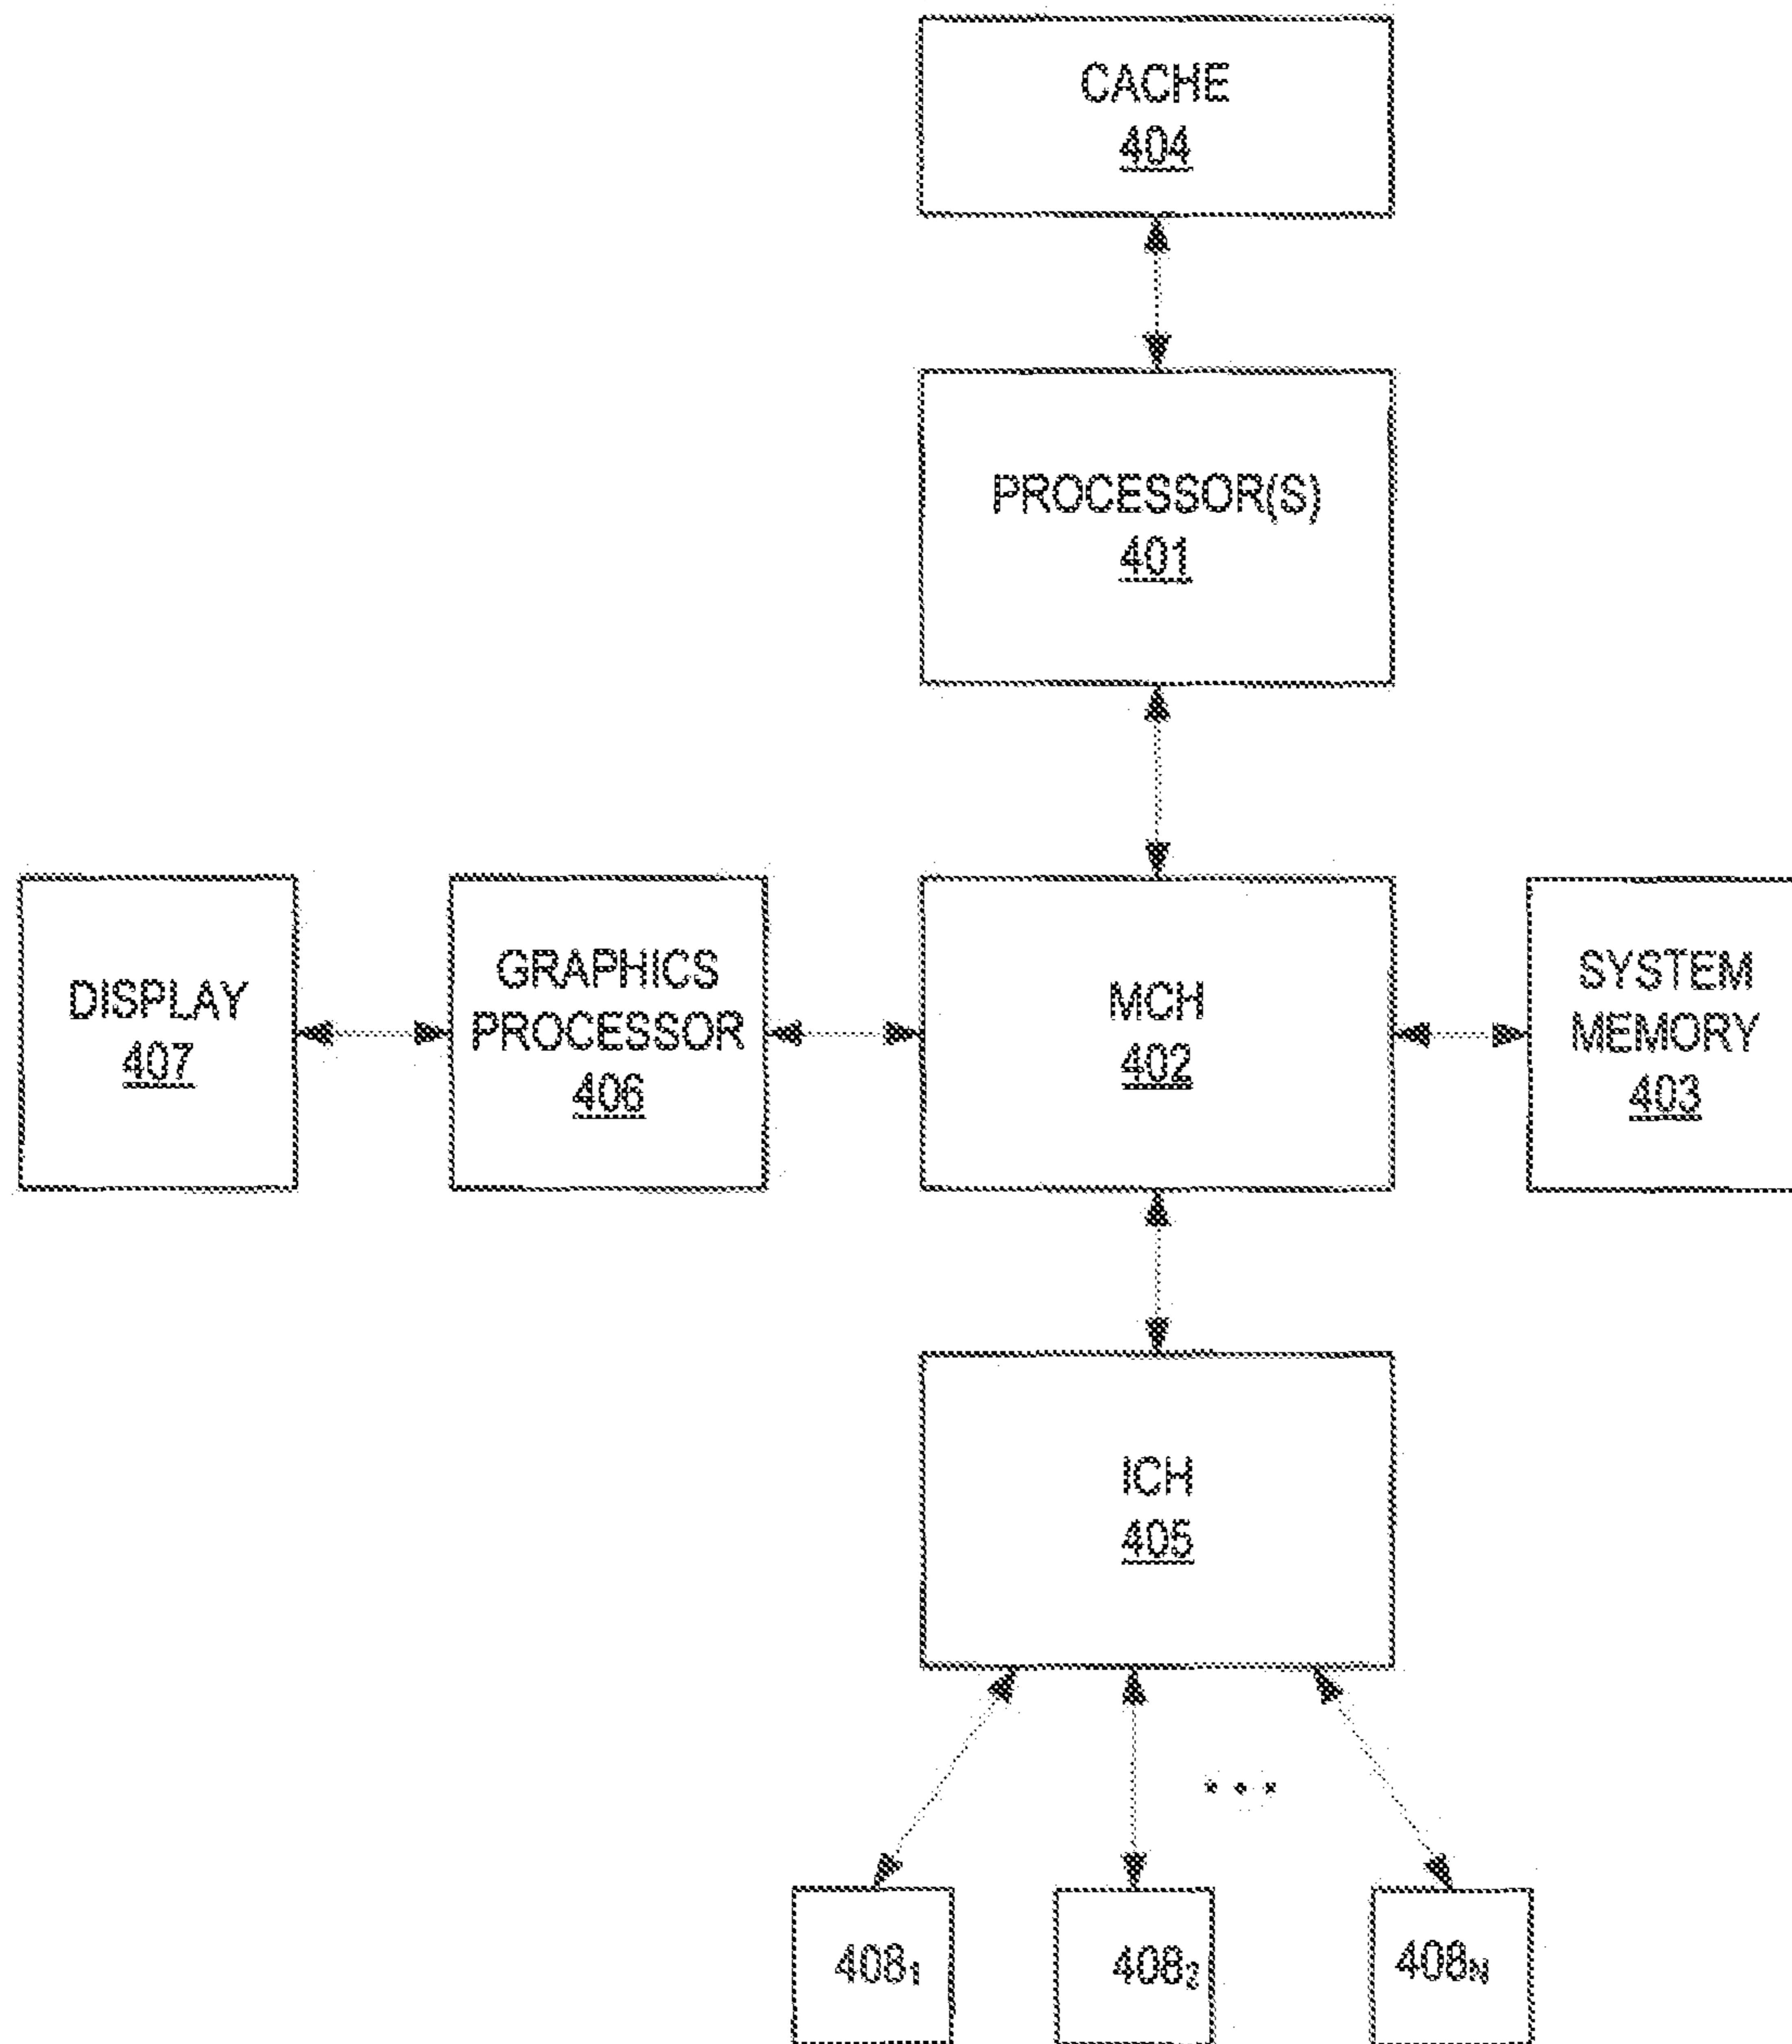 CACHE
404
PROCESSOR(S)
401
DISPLAY
407
GRAPHICS
PROCESSOR
406
MCH
402
SYSTEM
MEMORY
403
ICH
405
...
408₁
408₂
408N